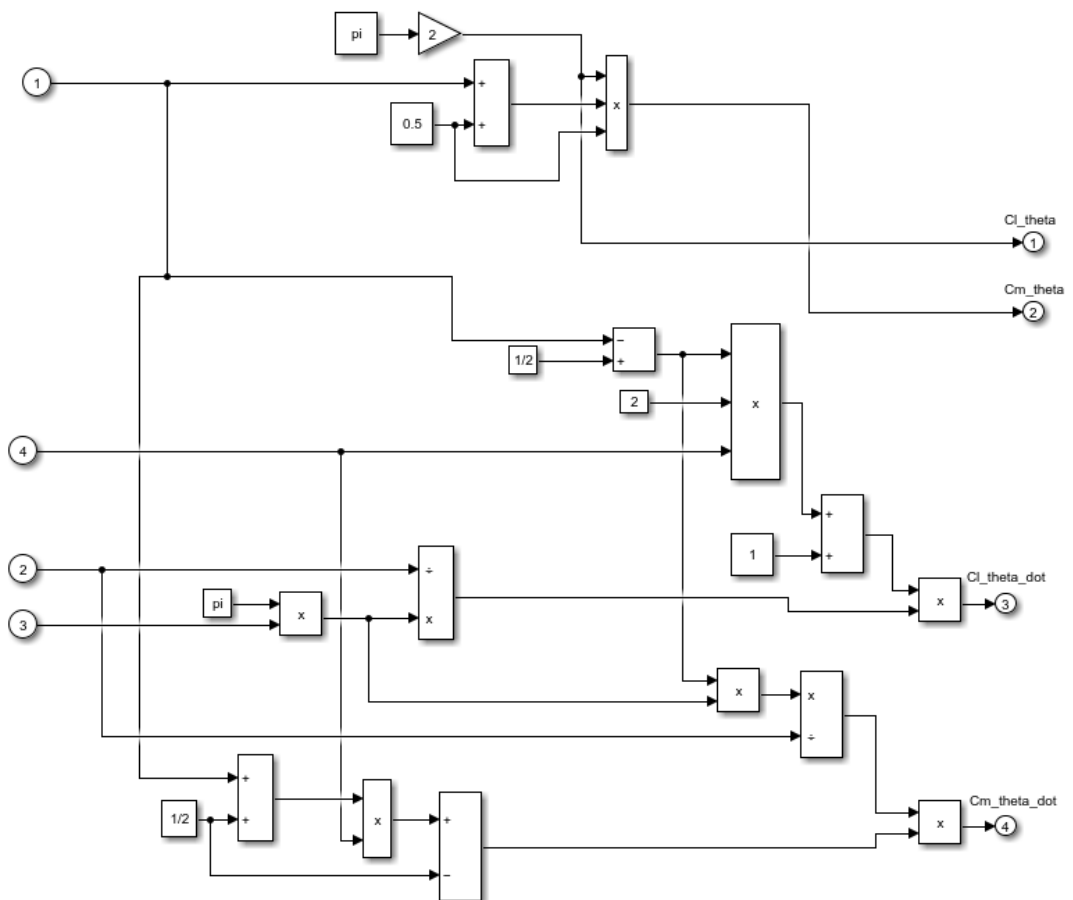 pi
2
1
+
x
0.5
+
Cl_theta
1
Cm_theta
2
−
1/2
+
2
x
4
+
1
+
2
÷
Cl_theta_dot
pi
x
x
3
x
3
x
x
÷
+
Cm_theta_dot
1/2
+
x
+
x
4
−